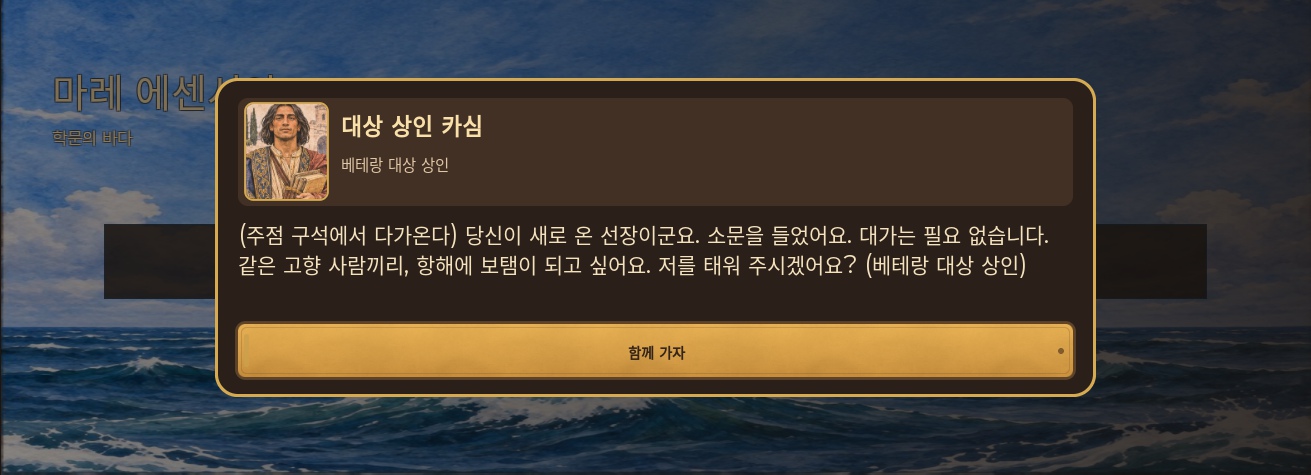 마레 에센
학문의 바다
대상 상인 카심
베테랑 대상 상인
(주점 구석에서 다가온다) 당신이 새로 온 선장이군요. 소문을 들었어요. 대가는 필요 없습니다.
같은 고향 사람끼리, 항해에 보탬이 되고 싶어요. 저를 태워 주시겠어요? (베테랑 대상 상인)
함께 가자